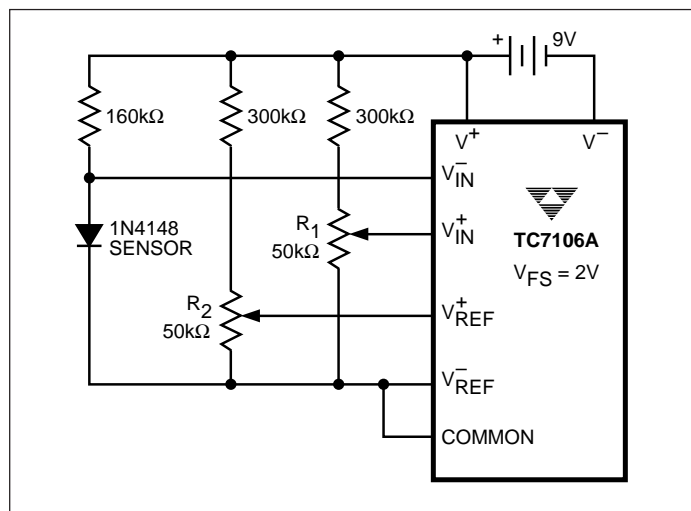 + 9V
160kΩ
300kΩ
300kΩ
V+
V−
V−IN
1N4148
SENSOR
R1
50kΩ
V+IN
TC7106A
VFS = 2V
R2
50kΩ
V+REF
V−REF
COMMON